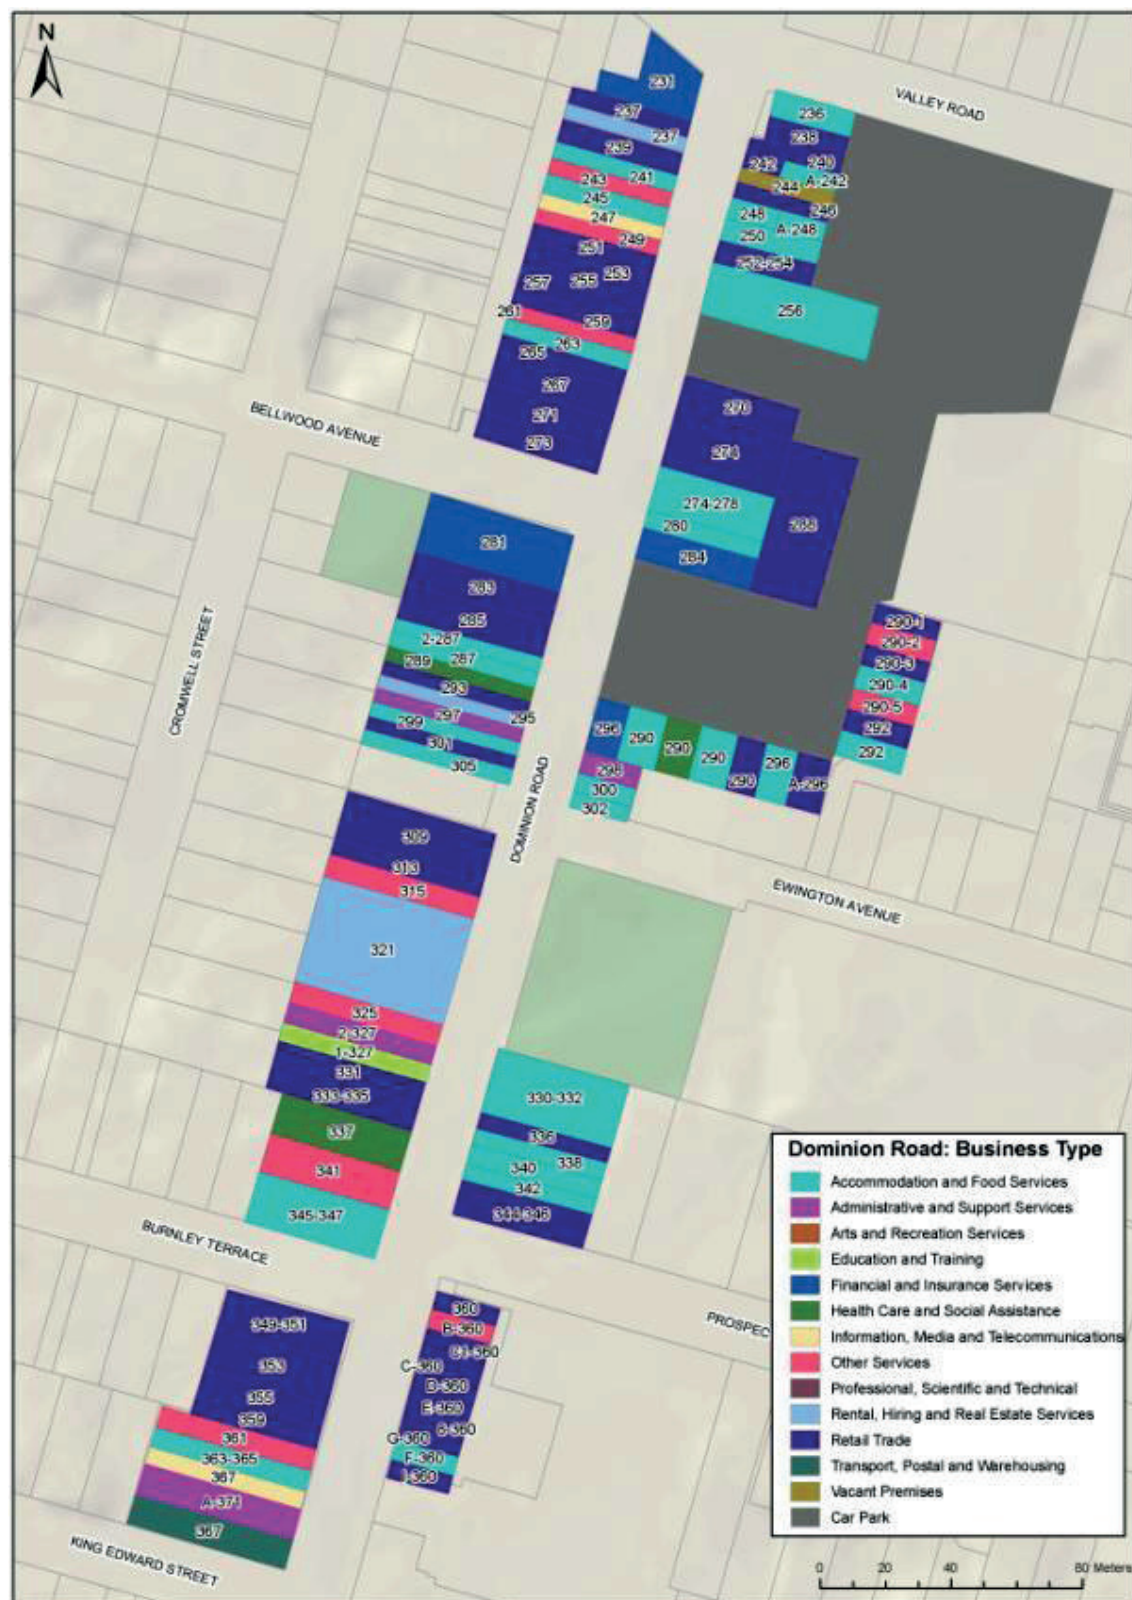 N
VALLEY ROAD
231
237
237
239
241
243
245
247
249
251
253
255
257
259
261
263
265
267
271
273
236
238
240
242
A-242
244
246
248
A-248
250
252-254
256
270
274
274-278
280
288
284
BELLWOOD AVENUE
CROMWELL STREET
DOMINION ROAD
281
283
285
2-287
287
289
293
295
297
299
301
305
290-1
290-2
290-3
290-4
290-5
292
292
296
290
290
290
290
296
A-296
298
300
302
EWINGTON AVENUE
309
313
315
321
325
2-327
1-327
331
333-335
337
341
345-347
330-332
336
338
340
342
344-346
BURNLEY TERRACE
PROSPEC
349-351
353
355
359
361
363-365
367
A-371
367
360
B-360
C1-360
C-360
D-360
E-360
G-360
F-360
I-360
KING EDWARD STREET
Dominion Road: Business Type
Accommodation and Food Services
Administrative and Support Services
Arts and Recreation Services
Education and Training
Financial and Insurance Services
Health Care and Social Assistance
Information, Media and Telecommunications
Other Services
Professional, Scientific and Technical
Rental, Hiring and Real Estate Services
Retail Trade
Transport, Postal and Warehousing
Vacant Premises
Car Park
0 20 40 80 Meters